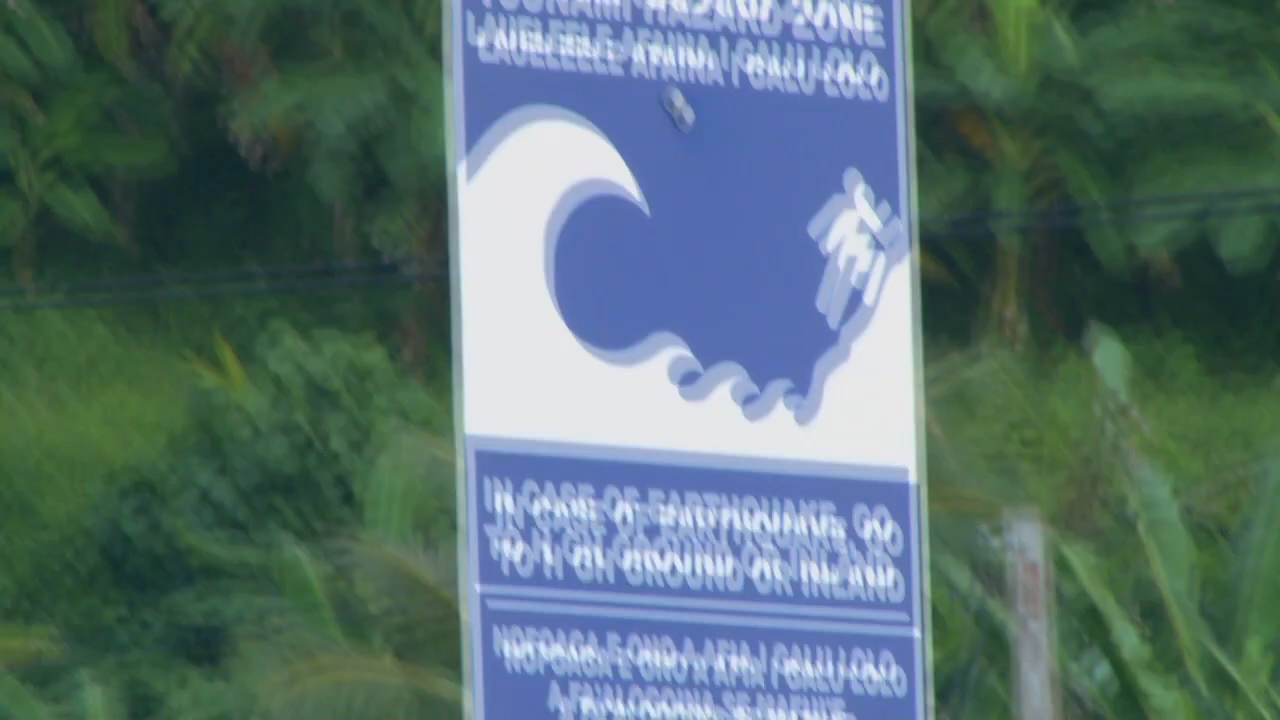 TSUNAMI HAZARD ZONE
LAUELEELE AFAINA I GALU LOLO
IN CASE OF EARTHQUAKE, GO
TO HIGH GROUND OR INLAND
NOFOAGA E ONO A AFIA I GALU LOLO